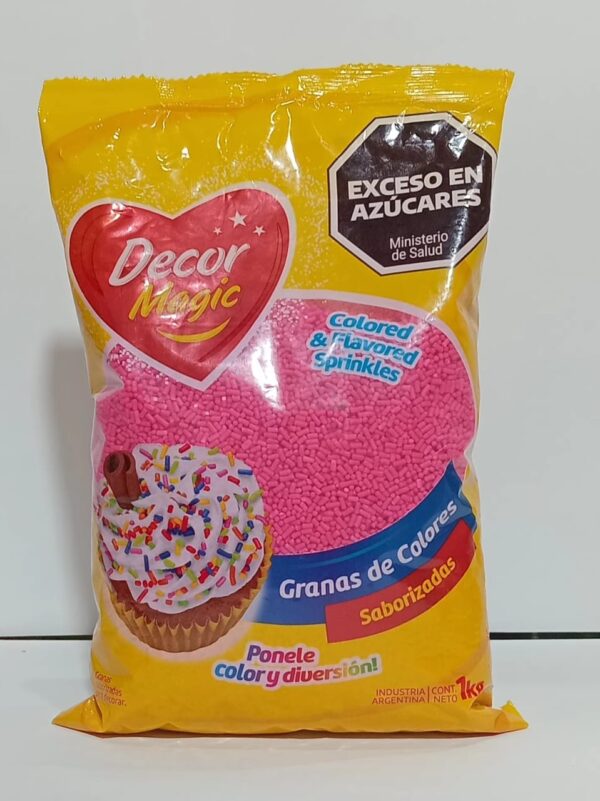 EXCESO EN
AZÚCARES
Ministerio
de Salud
Decor
Magic
Colored
& Flavored
Sprinkles
Granas de Colores
Saborizadas
Ponele
color y diversión!
INDUSTRIA
ARGENTINA
CONT.
NETO
1Kg
decorar.